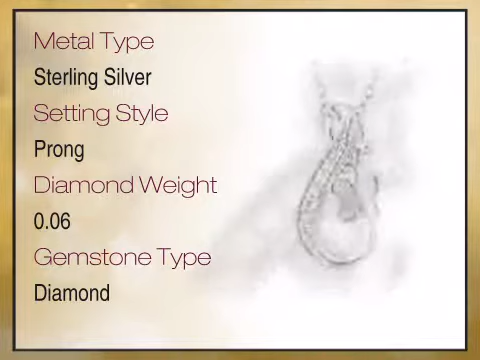 Metal Type
Sterling Silver
Setting Style
Prong
Diamond Weight
0.06
Gemstone Type
Diamond